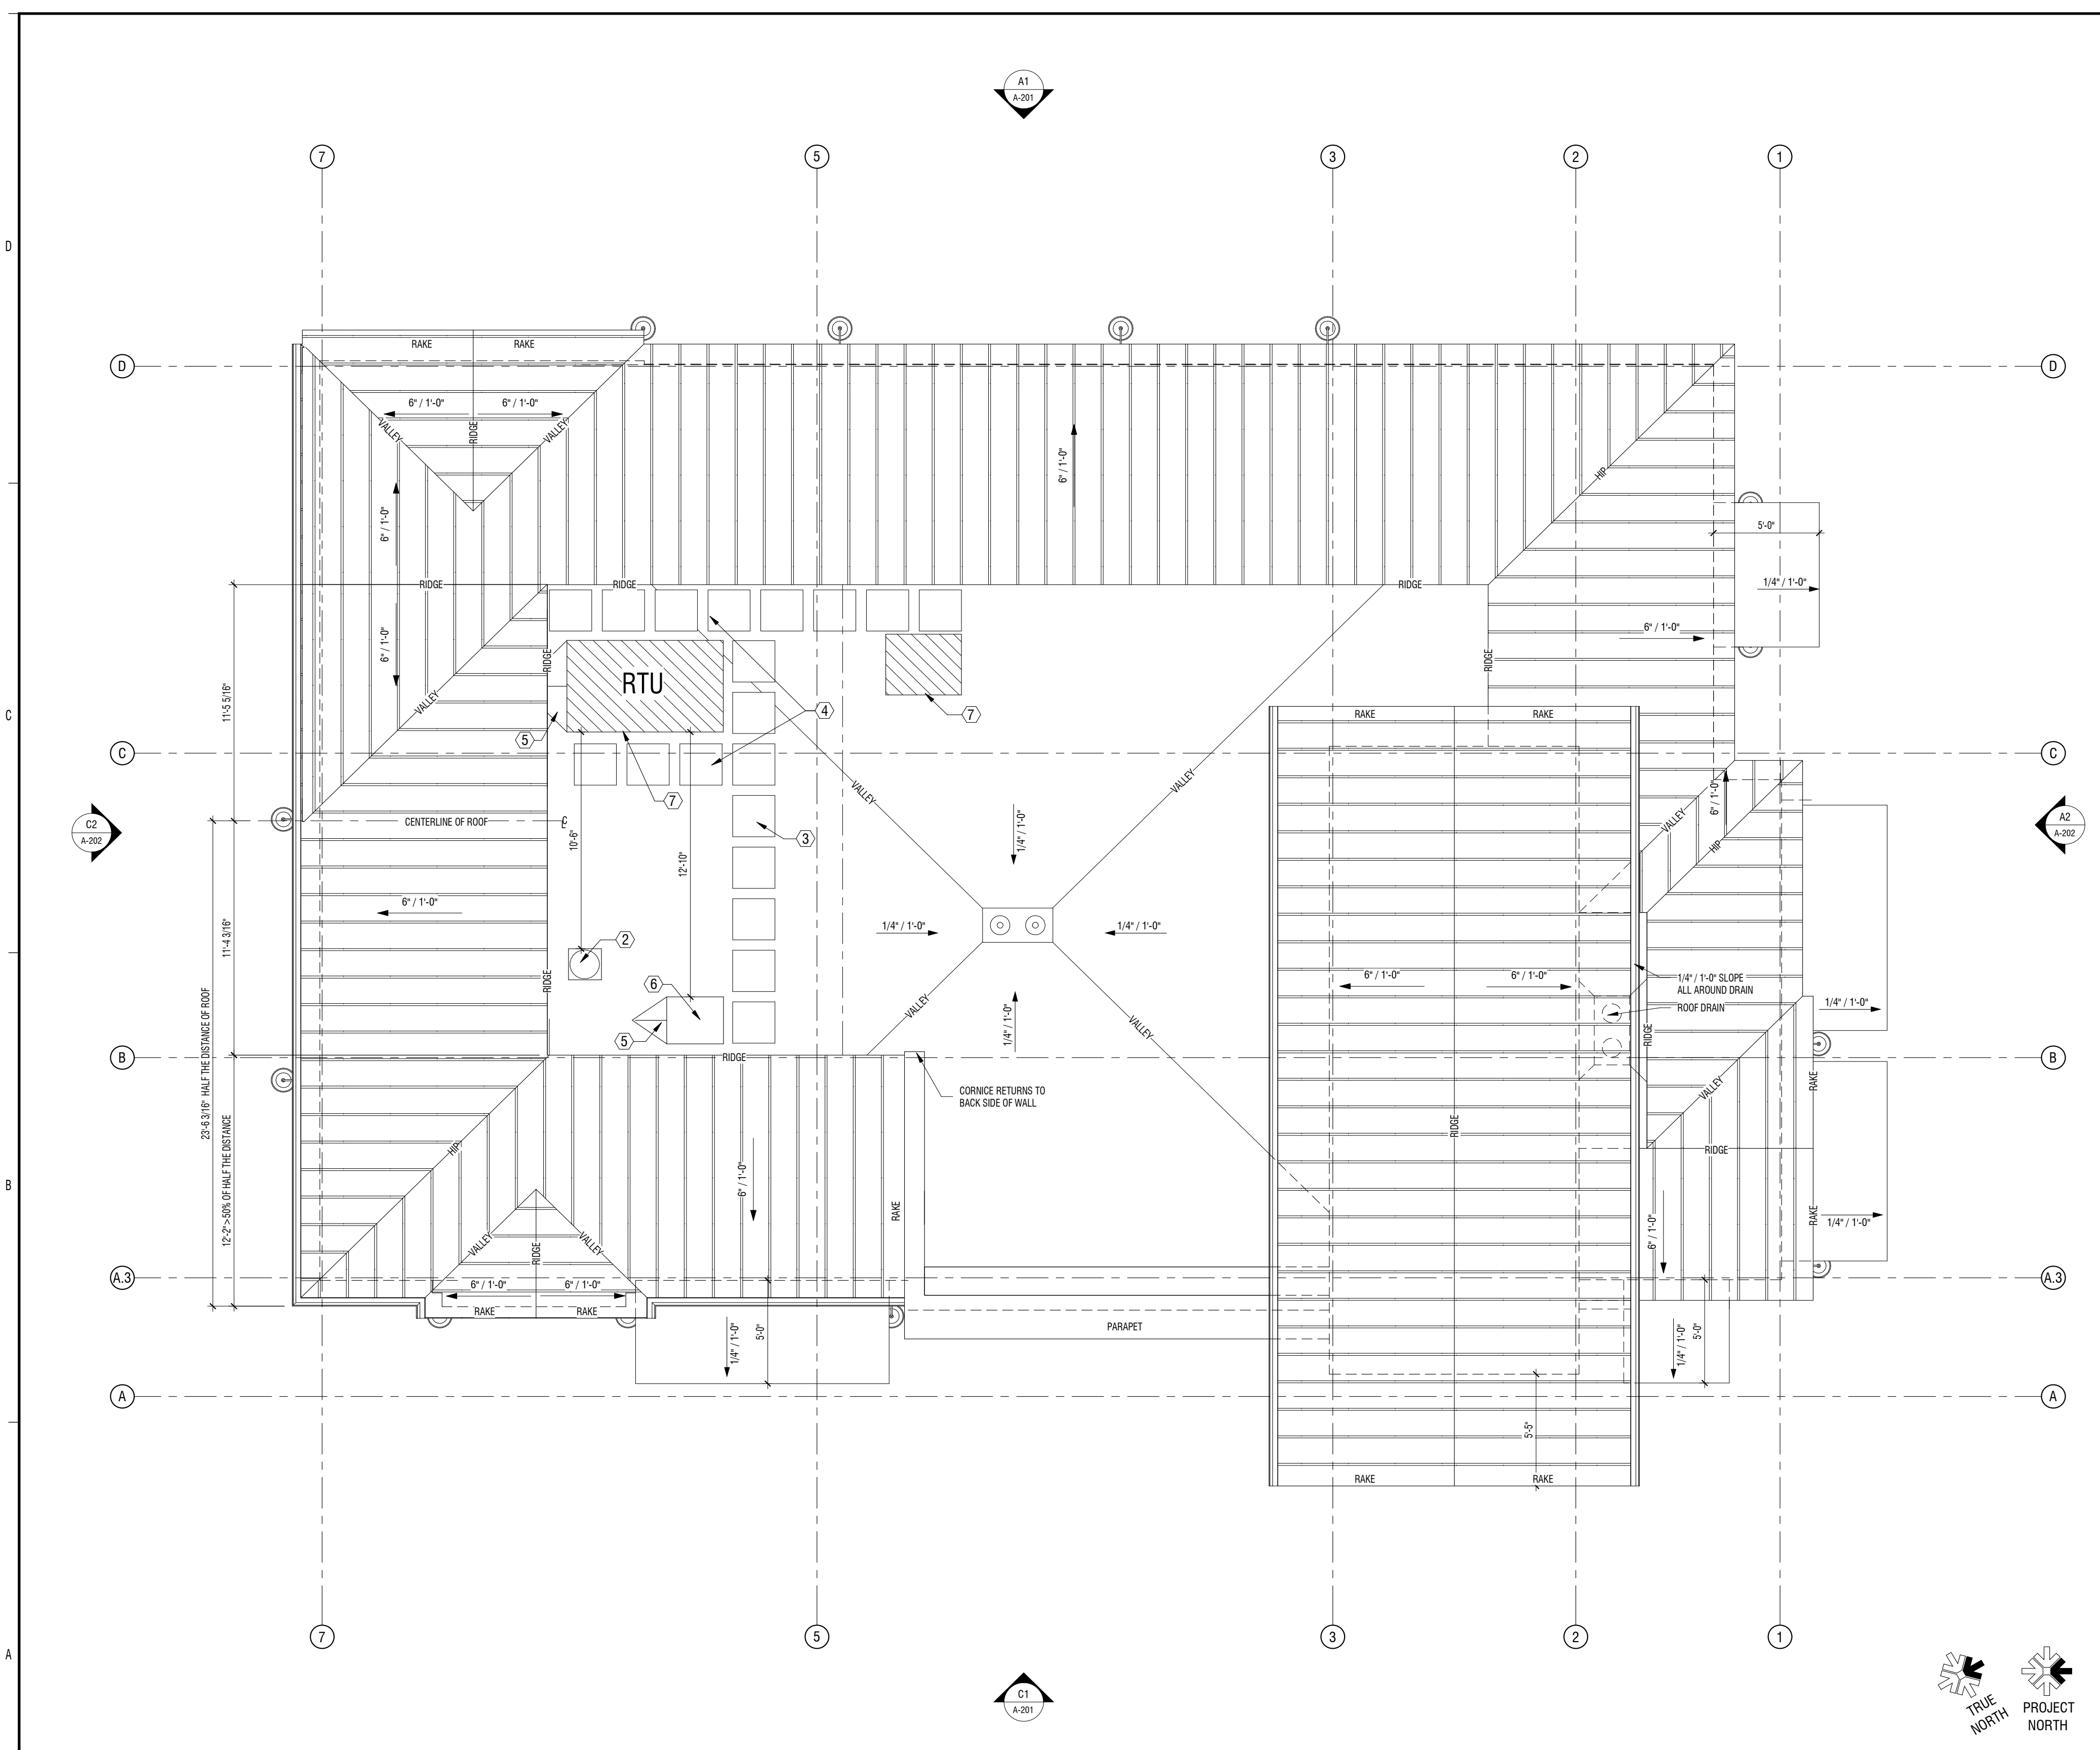 A1
A-201
7
5
3
2
1
D
RAKE
RAKE
D
D
6" / 1'-0"
6" / 1'-0"
VALLEY
RIDGE
VALLEY
6" / 1'-0"
HIP
6" / 1'-0"
5'-0"
1/4" / 1'-0"
RIDGE
RIDGE
RIDGE
6" / 1'-0"
6" / 1'-0"
RIDGE
RIDGE
RTU
VALLEY
11'-5 5/16"
C
4
7
5
RAKE
RAKE
C
C
VALLEY
VALLEY
7
6" / 1'-0"
C2
A-202
CENTERLINE OF ROOF
CL
10'-6"
12'-10"
3
1/4" / 1'-0"
VALLEY
HIP
A2
A-202
6" / 1'-0"
11'-4 3/16"
2
1/4" / 1'-0"
1/4" / 1'-0"
RIDGE
6
5
VALLEY
1/4" / 1'-0"
VALLEY
6" / 1'-0"
6" / 1'-0"
1/4" / 1'-0" SLOPE
ALL AROUND DRAIN
ROOF DRAIN
1/4" / 1'-0"
RIDGE
23'-6 3/16" HALF THE DISTANCE OF ROOF
12'-2" > 50% OF HALF THE DISTANCE
B
RIDGE
B
CORNICE RETURNS TO
BACK SIDE OF WALL
RAKE
VALLEY
RIDGE
HIP
RIDGE
B
6" / 1'-0"
RAKE
RAKE
1/4" / 1'-0"
6" / 1'-0"
VALLEY
RIDGE
VALLEY
A.3
6" / 1'-0"
6" / 1'-0"
A.3
RAKE
RAKE
1/4" / 1'-0"
5'-0"
PARAPET
1/4" / 1'-0"
5'-0"
A
A
5'-5"
RAKE
RAKE
7
5
3
2
1
A
C1
A-201
TRUE
NORTH
PROJECT
NORTH